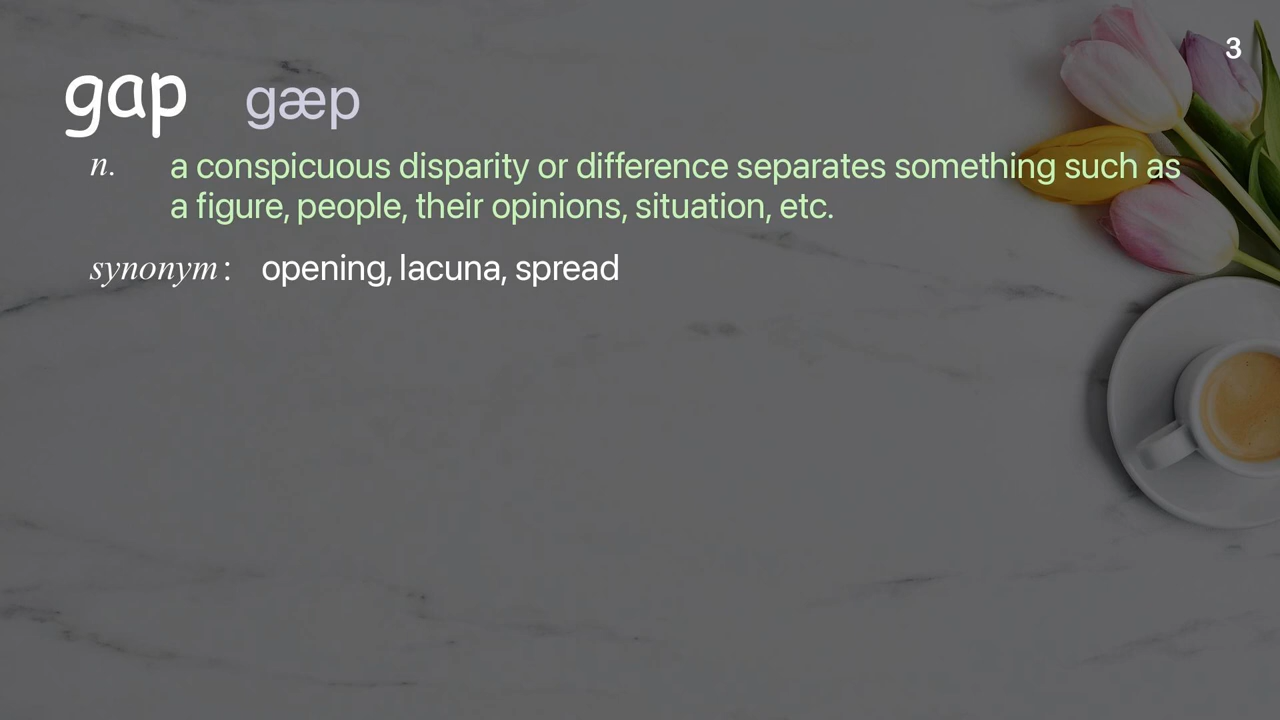 3
gap gæp
n. a conspicuous disparity or difference separates something such as
a figure, people, their opinions, situation, etc.
synonym: opening, lacuna, spread